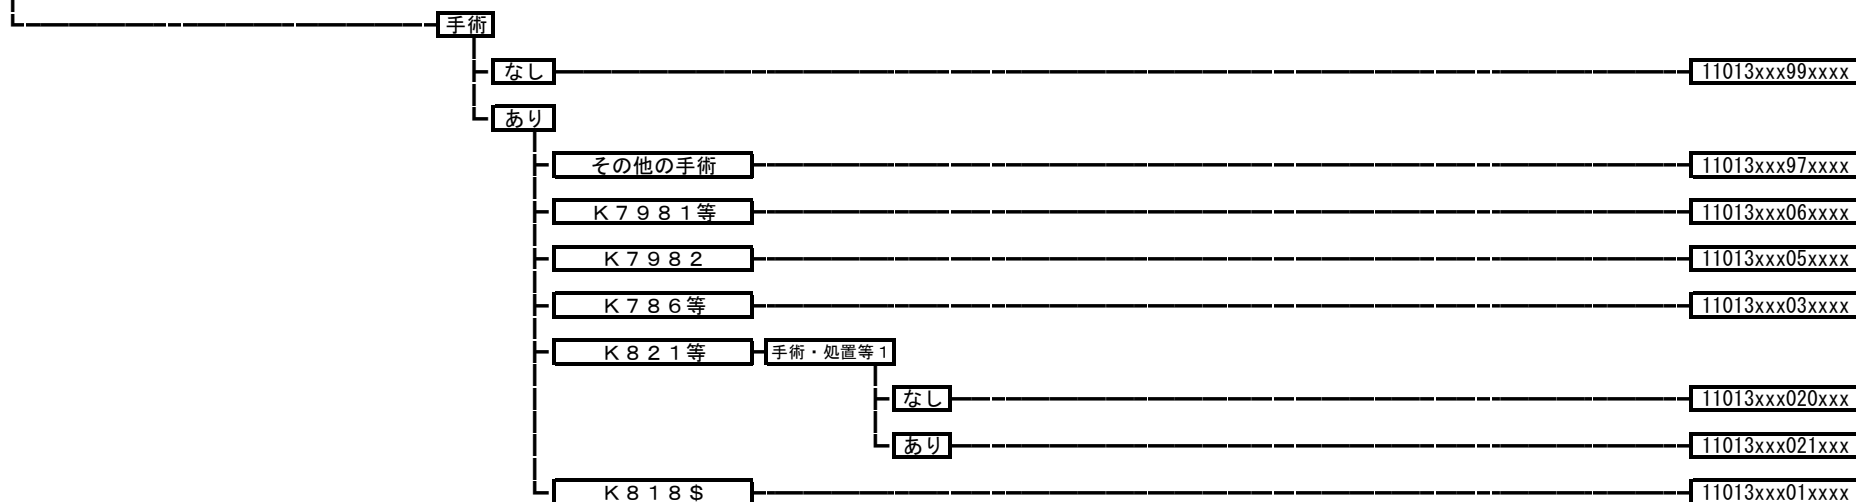 手術
なし
11013xxx99xxxx
あり
その他の手術
11013xxx97xxxx
Ｋ７９８１等
11013xxx06xxxx
Ｋ７９８２
11013xxx05xxxx
Ｋ７８６等
11013xxx03xxxx
Ｋ８２１等
手術・処置等１
なし
11013xxx020xxx
あり
11013xxx021xxx
Ｋ８１８＄
11013xxx01xxxx